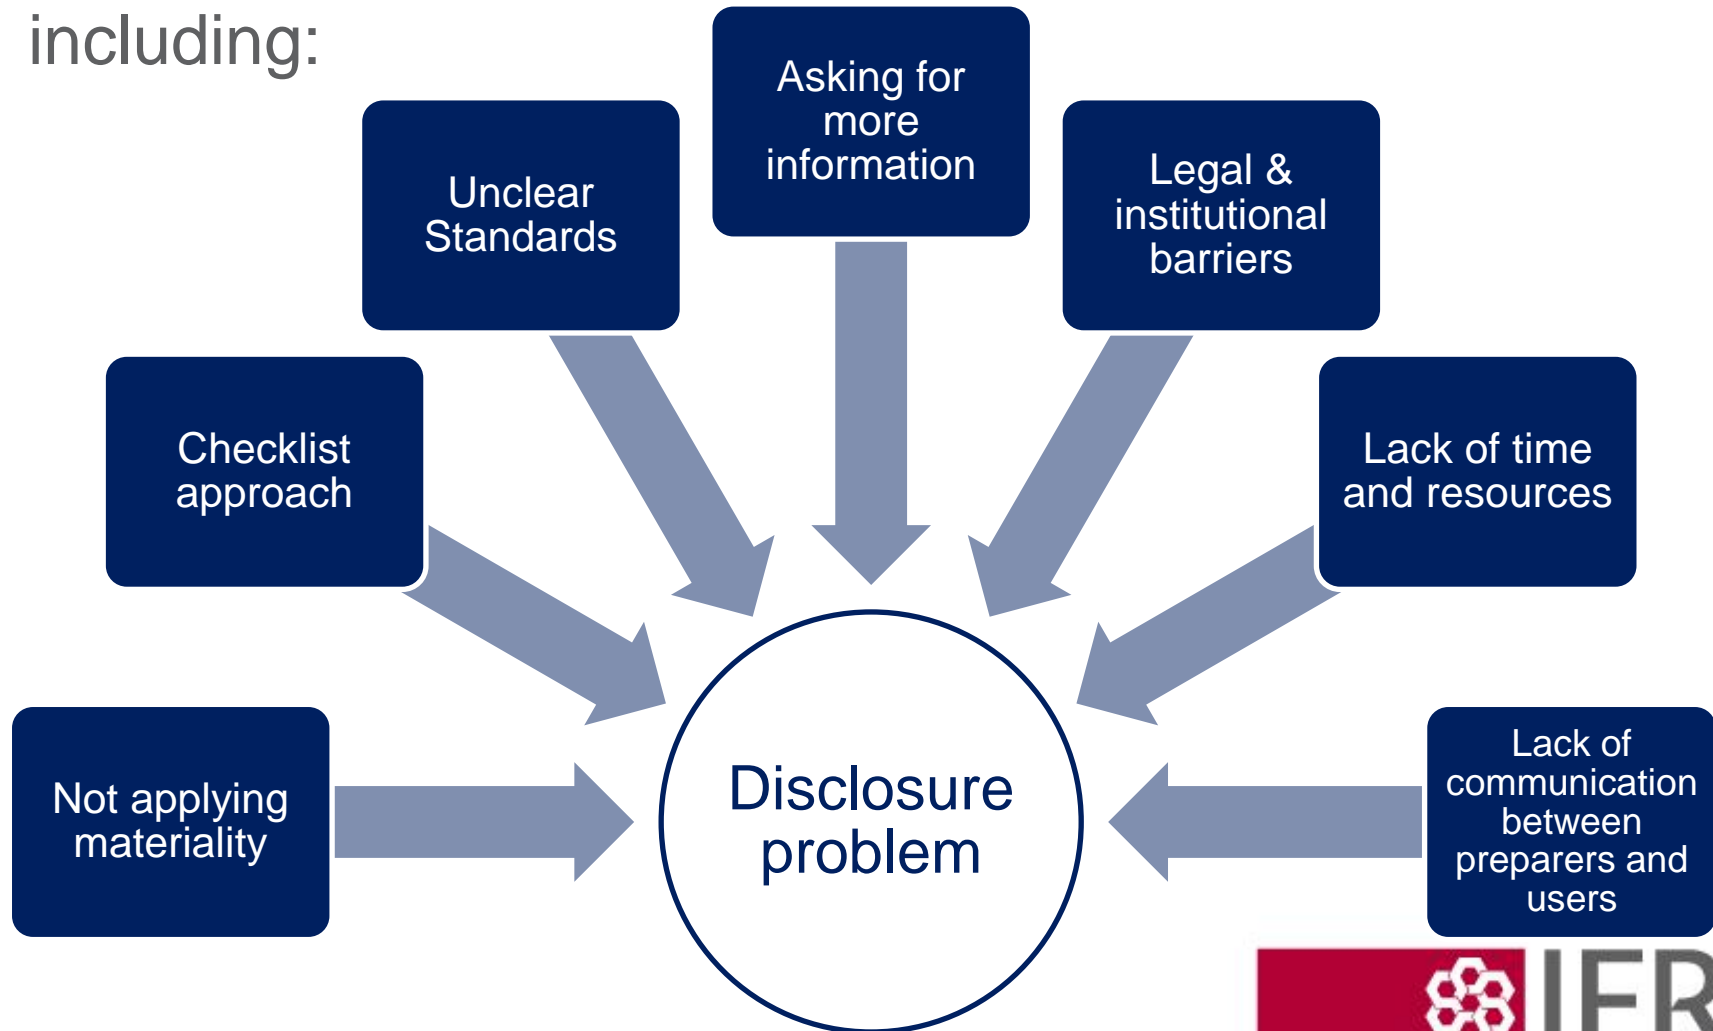 including:
Asking for
more
information
Unclear
Standards
Legal &
institutional
barriers
Checklist
approach
Lack of time
and resources
Not applying
materiality
Disclosure
problem
Lack of
communication
between
preparers and
users
IFR